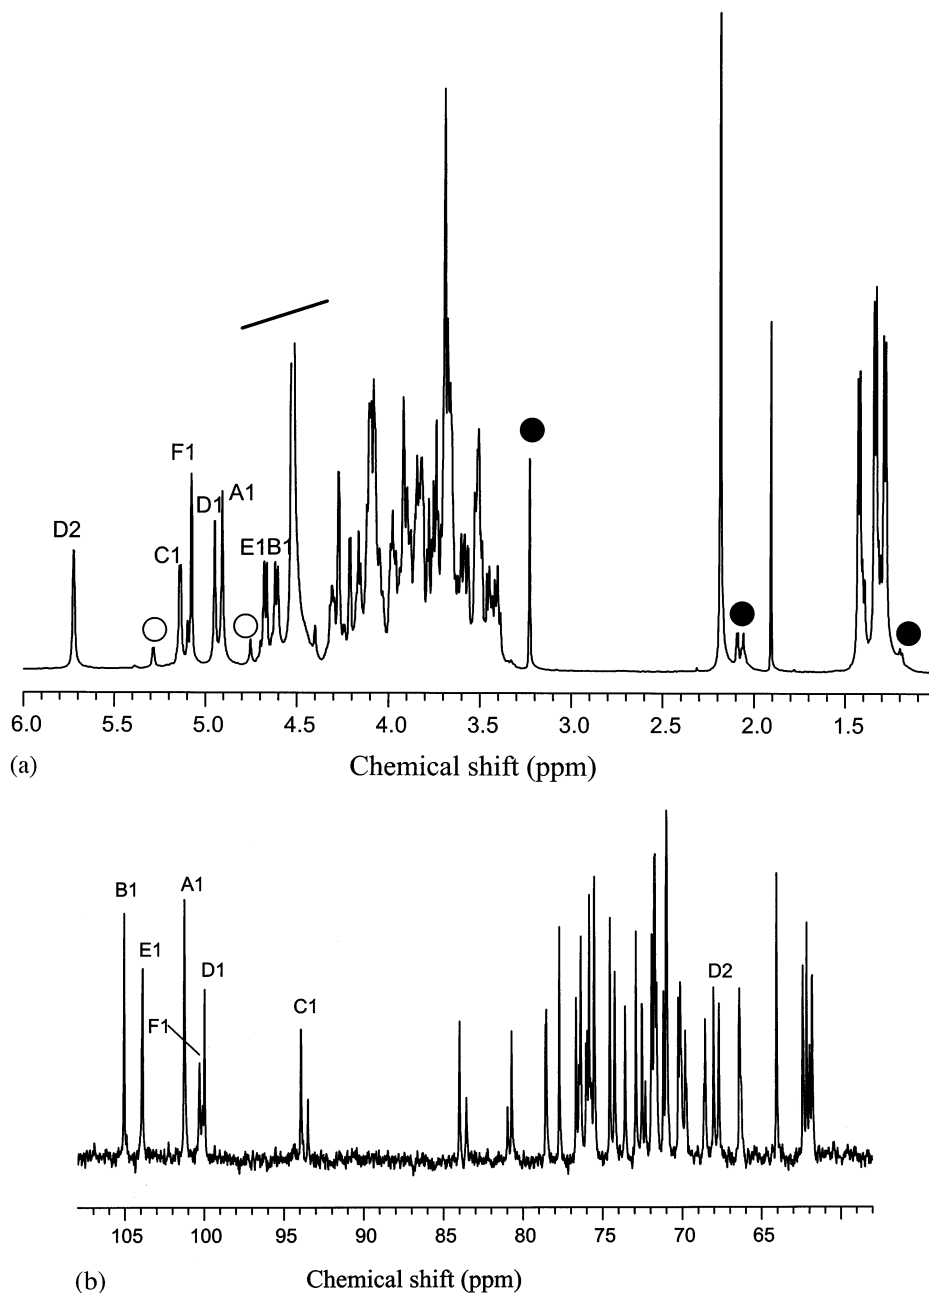 D2
F1
C1
D1
A1
E1
B1
6.0 5.5 5.0 4.5 4.0 3.5 3.0 2.5 2.0 1.5
(a) Chemical shift (ppm)
B1
A1
E1
D1
F1
C1
D2
105 100 95 90 85 80 75 70 65
(b) Chemical shift (ppm)